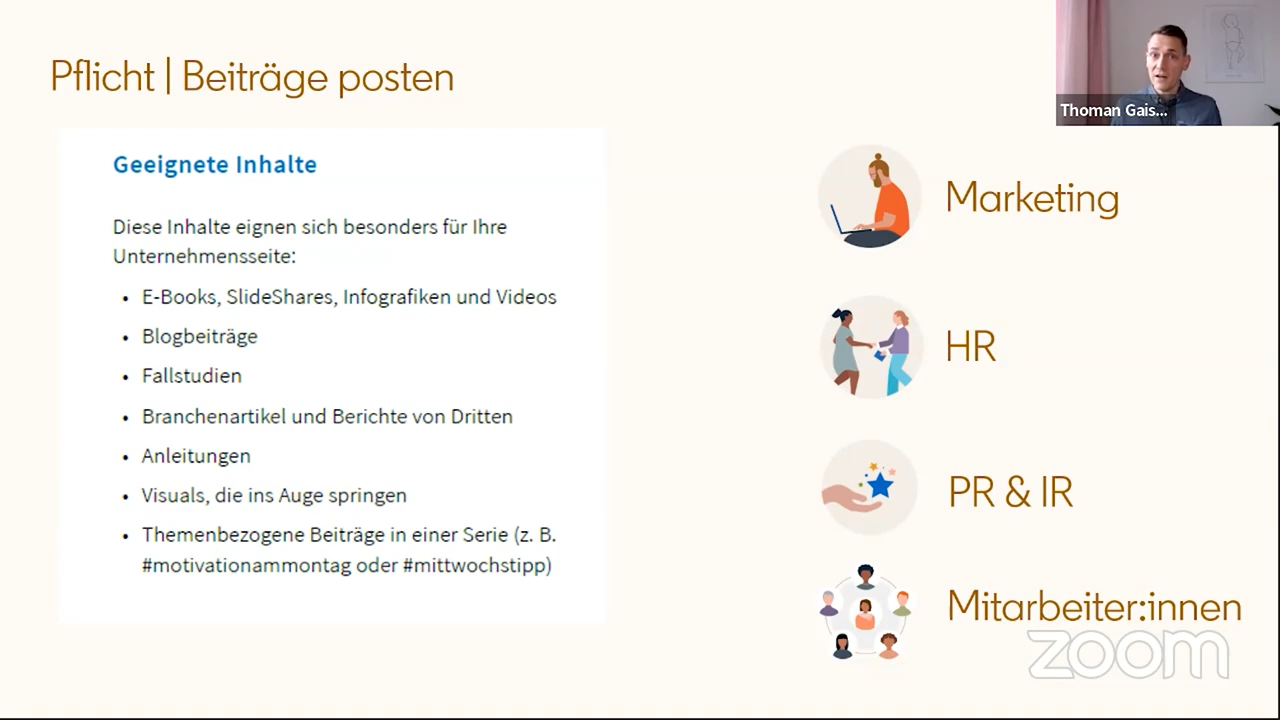 Pflicht | Beiträge posten
Thoman Gais...
Geeignete Inhalte
Diese Inhalte eignen sich besonders für Ihre
Unternehmensseite:
• E-Books, SlideShares, Infografiken und Videos
• Blogbeiträge
• Fallstudien
• Branchenartikel und Berichte von Dritten
• Anleitungen
• Visuals, die ins Auge springen
• Themenbezogene Beiträge in einer Serie (z. B.
#motivationammontag oder #mittwochstipp)
Marketing
HR
PR & IR
Mitarbeiter:innen
zoom